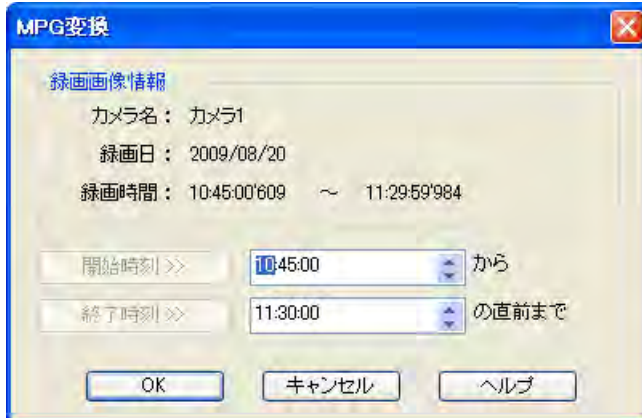 MPG変換
録画画像情報
カメラ名： カメラ1
録画日： 2009/08/20
録画時間： 10:45:00'609 ～ 11:29:59'984
開始時刻 >> 10:45:00 から
終了時刻 >> 11:30:00 の直前まで
OK キャンセル ヘルプ